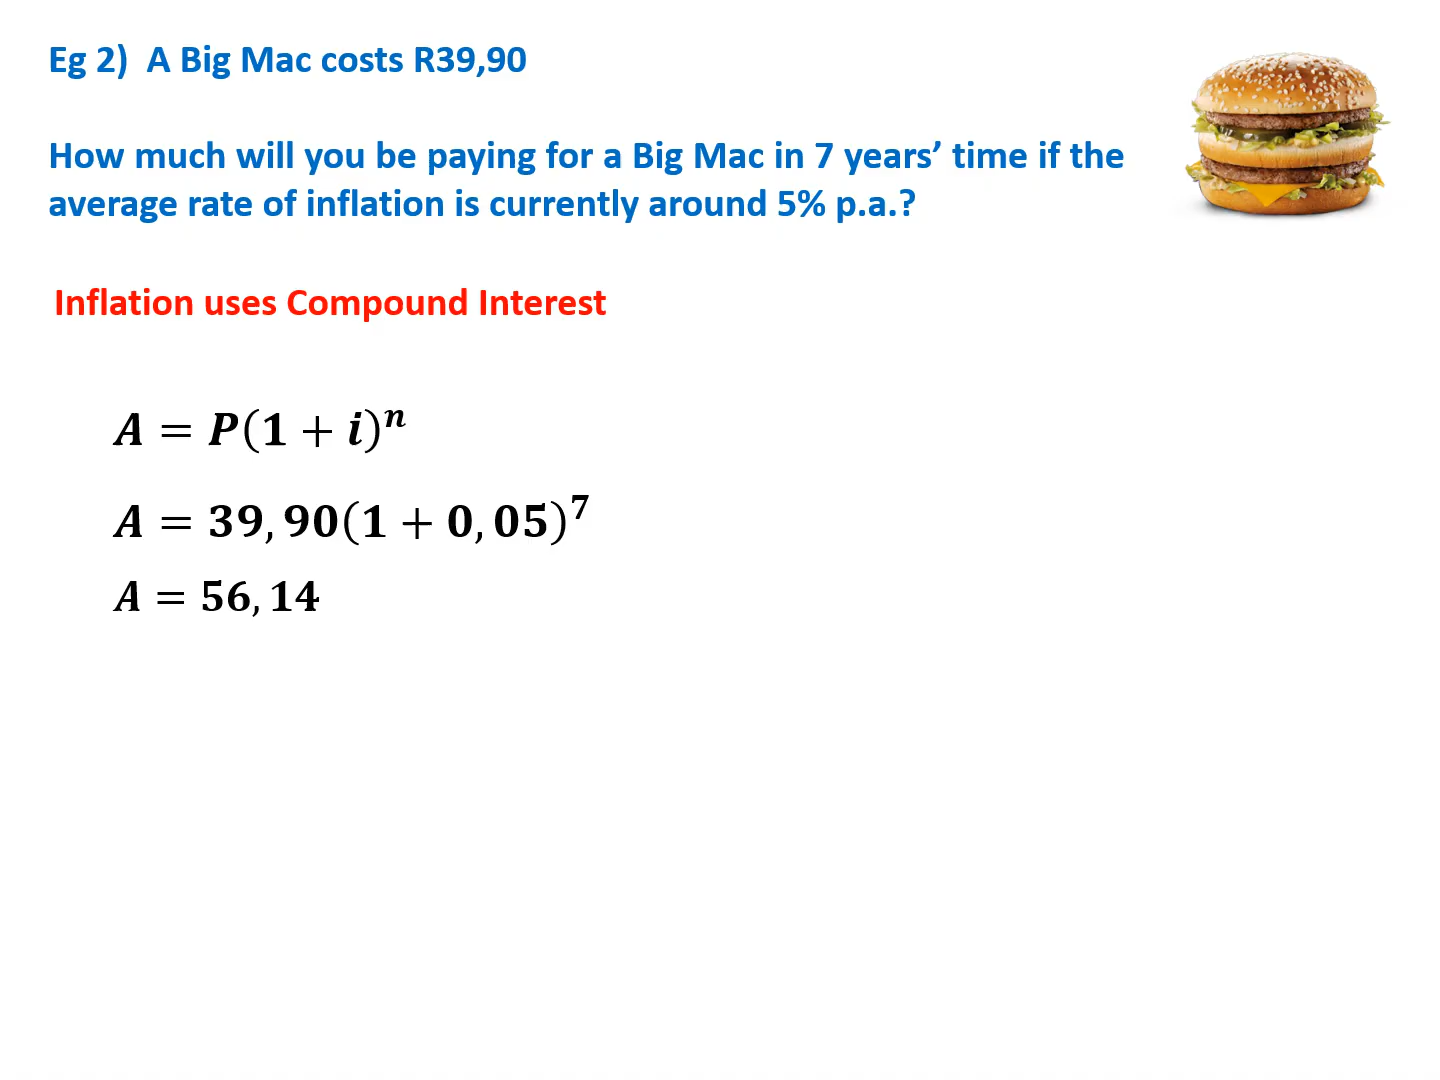 Eg 2)  A Big Mac costs R39,90
How much will you be paying for a Big Mac in 7 years’ time if the
average rate of inflation is currently around 5% p.a.?
Inflation uses Compound Interest
A = P(1 + i)ⁿ
A = 39,90(1 + 0,05)⁷
A = 56,14